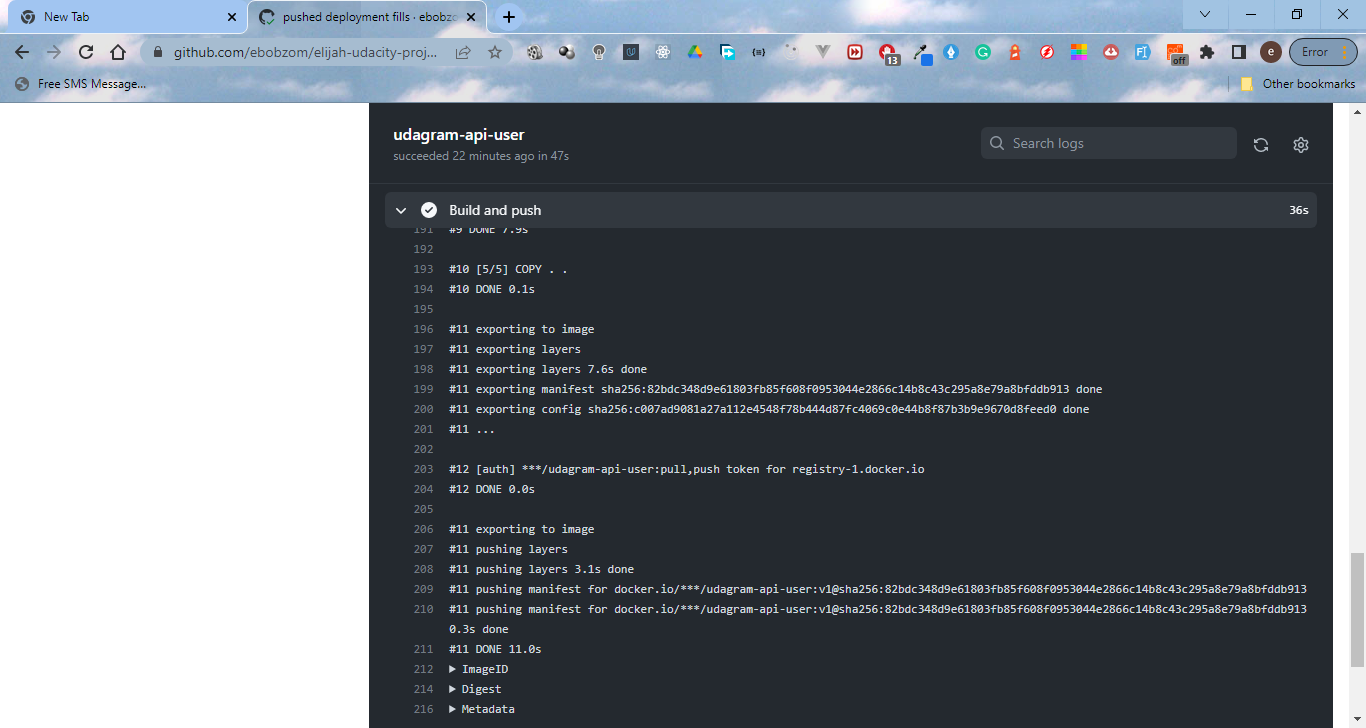 New Tab
pushed deployment fills · ebobzo
github.com/ebobzom/elijah-udacity-proj...
13
off
e
Error
Free SMS Message...
Other bookmarks
udagram-api-user
succeeded 22 minutes ago in 47s
Search logs
Build and push
36s
191 #9 DONE 7.9s
192
193 #10 [5/5] COPY . .
194 #10 DONE 0.1s
195
196 #11 exporting to image
197 #11 exporting layers
198 #11 exporting layers 7.6s done
199 #11 exporting manifest sha256:82bdc348d9e61803fb85f608f0953044e2866c14b8c43c295a8e79a8bfddb913 done
200 #11 exporting config sha256:c007ad9081a27a112e4548f78b444d87fc4069c0e44b8f87b3b9e9670d8feed0 done
201 #11 ...
202
203 #12 [auth] ***/udagram-api-user:pull,push token for registry-1.docker.io
204 #12 DONE 0.0s
205
206 #11 exporting to image
207 #11 pushing layers
208 #11 pushing layers 3.1s done
209 #11 pushing manifest for docker.io/***/udagram-api-user:v1@sha256:82bdc348d9e61803fb85f608f0953044e2866c14b8c43c295a8e79a8bfddb913
210 #11 pushing manifest for docker.io/***/udagram-api-user:v1@sha256:82bdc348d9e61803fb85f608f0953044e2866c14b8c43c295a8e79a8bfddb913
0.3s done
211 #11 DONE 11.0s
212 ▶ ImageID
214 ▶ Digest
216 ▶ Metadata